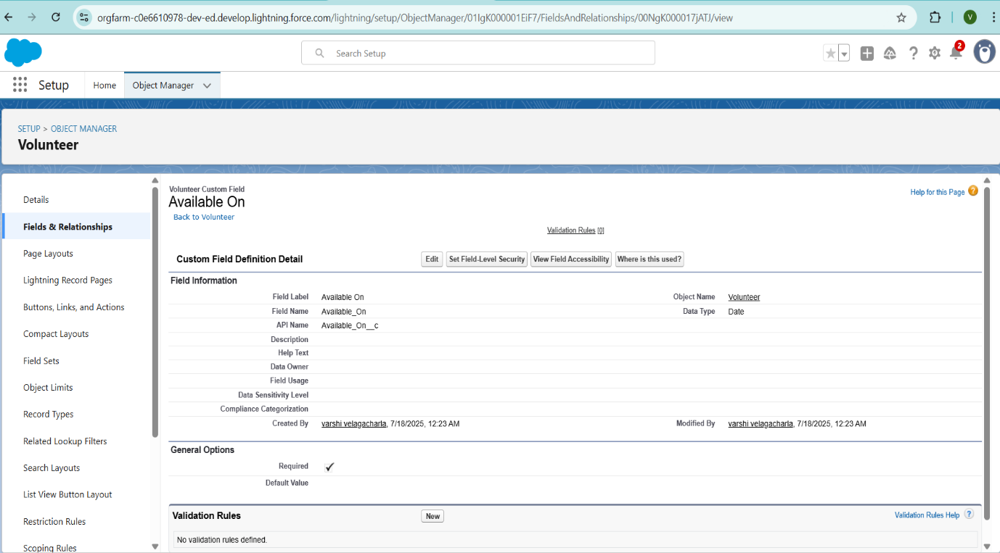 orgfarm-c0e6610978-dev-ed.develop.lightning.force.com/lightning/setup/ObjectManager/01IgK000001EiF7/FieldsAndRelationships/00NgK000017jATJ/view
V
Search Setup
2
Setup
Home
Object Manager
SETUP > OBJECT MANAGER
Volunteer
Details
Fields & Relationships
Page Layouts
Lightning Record Pages
Buttons, Links, and Actions
Compact Layouts
Field Sets
Object Limits
Record Types
Related Lookup Filters
Search Layouts
List View Button Layout
Restriction Rules
Scoping Rules
Volunteer Custom Field
Available On
Help for this Page ?
Back to Volunteer
Validation Rules [0]
Custom Field Definition Detail
Edit
Set Field-Level Security
View Field Accessibility
Where is this used?
Field Information
Field Label Available On Object Name Volunteer
Field Name Available_On Data Type Date
API Name Available_On__c
Description
Help Text
Data Owner
Field Usage
Data Sensitivity Level
Compliance Categorization
Created By varshi velagacharla, 7/18/2025, 12:23 AM Modified By varshi velagacharla, 7/18/2025, 12:23 AM
General Options
Required
Default Value
Validation Rules New Validation Rules Help ?
No validation rules defined.